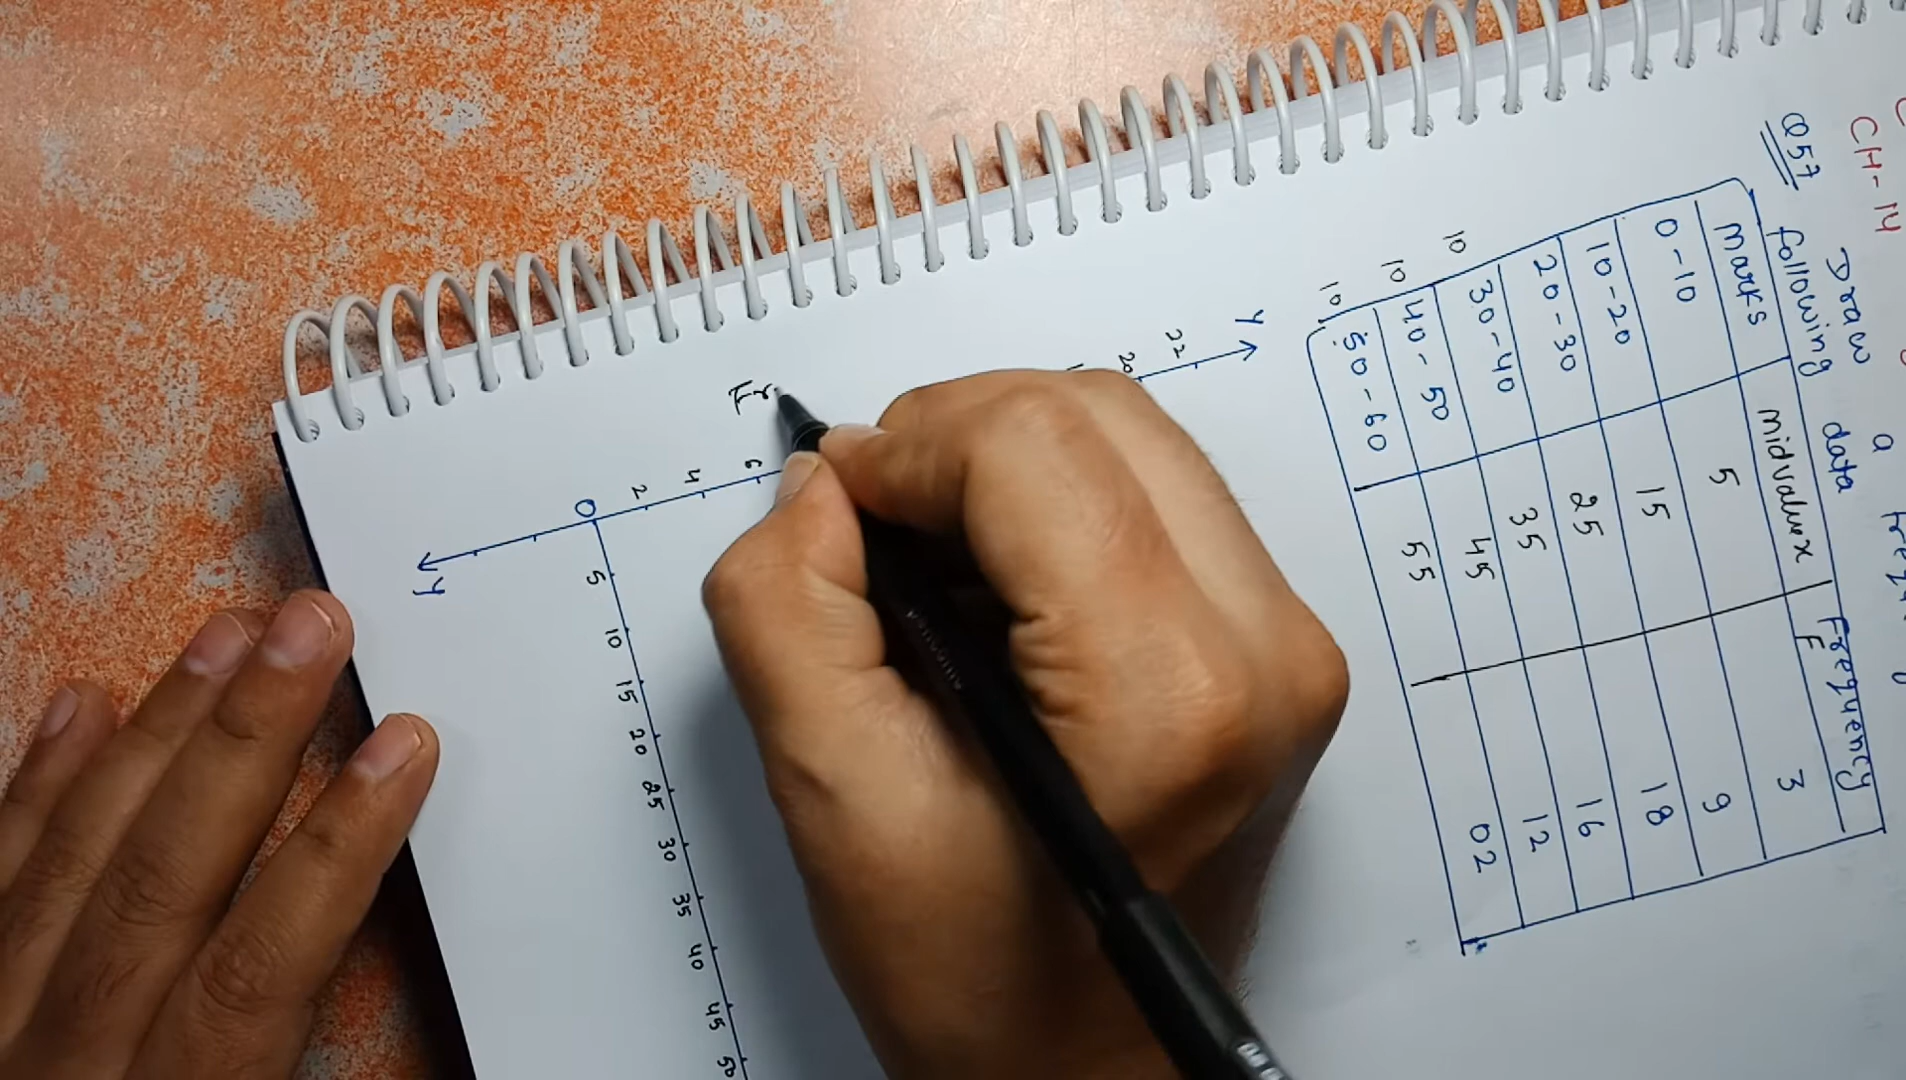 CH-14
Q57 Draw a
following data
marks midvalue x Frequency
F
0-10 5 3
10-20 15 9
20-30 25 18
30-40 35 16
10 40-50 45 12
10 50-60 55 02
10
Y
22
20
Fr
6
4
2
0 5 10 15 20 25 30 35 40 45 50
y